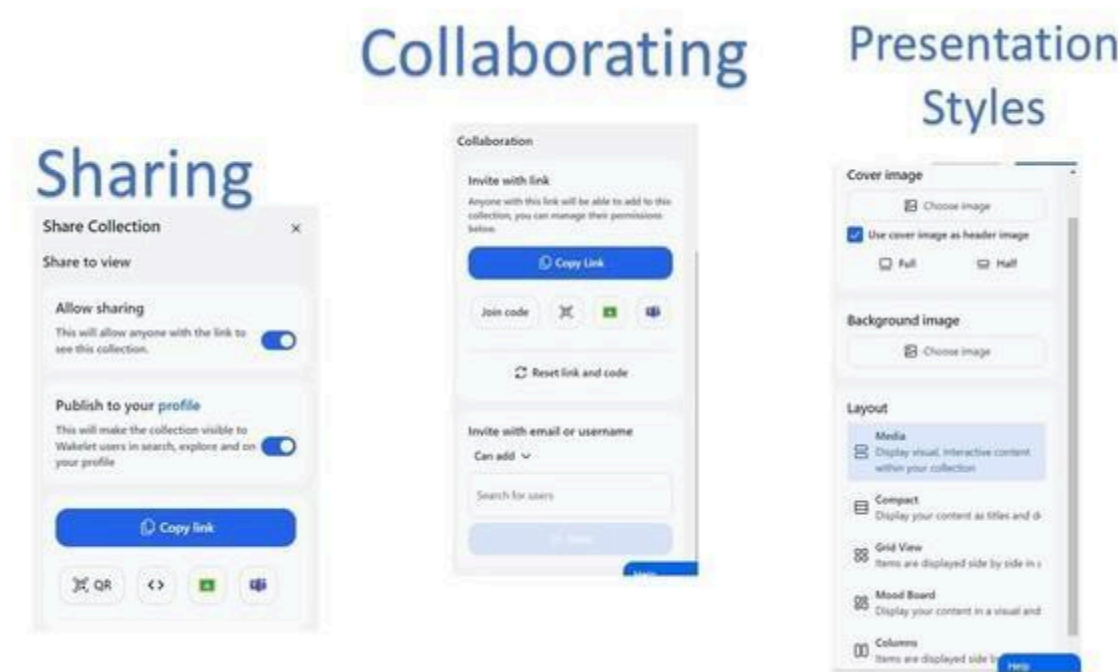 Sharing
Share Collection
Share to view
Allow sharing
This will allow anyone with the link to
see this collection.
Publish to your profile
This will make the collection visible to
Wakelet users in search, explore and on
your profile
Copy link
QR
Collaborating
Collaboration
Invite with link
Anyone with this link will be able to add to this
collection, you can manage their permissions
below.
Copy Link
Join code
Reset link and code
Invite with email or username
Can add
Search for users
Help
Presentation
Styles
Cover image
Choose image
Use cover image as header image
Full Half
Background image
Choose image
Layout
Media
Display visual, interactive content
within your collection
Compact
Display your content as titles and de
Grid View
Items are displayed side by side in a
Mood Board
Display your content in a visual and
Columns
Items are displayed side b
Help